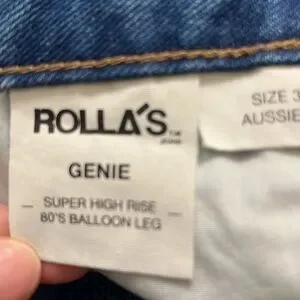 ROLLA'S
GENIE
SUPER HIGH RISE
80'S BALLOON LEG
SIZE 3
AUSSIE